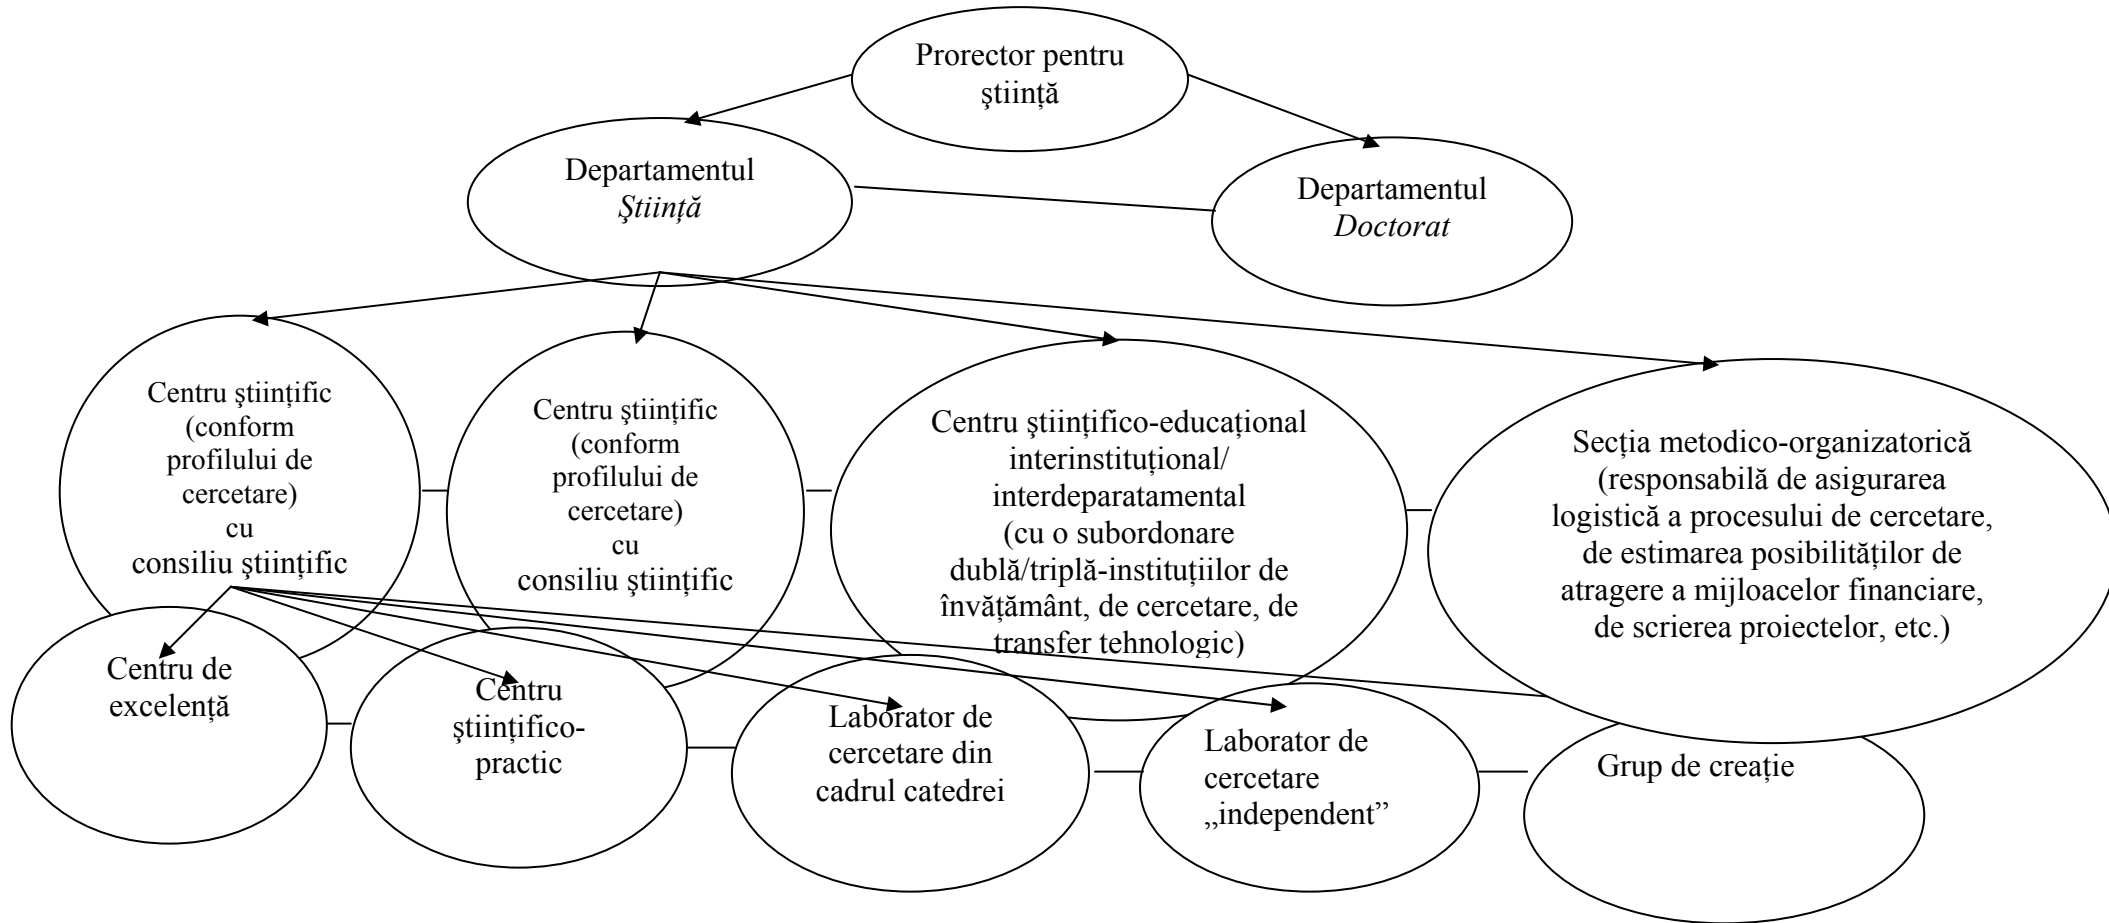 Prorector pentru
ştiinţă
Departamentul
Ştiinţă
Departamentul
Doctorat
Centru ştiinţific
(conform
profilului de
cercetare)
cu
consiliu ştiinţific
Centru ştiinţific
(conform
profilului de
cercetare)
cu
consiliu ştiinţific
Centru ştiinţifico-educaţional
interinstituţional/
interdeparatamental
(cu o subordonare
dublă/triplă-instituţiilor de
învăţământ, de cercetare, de
transfer tehnologic)
Secţia metodico-organizatorică
(responsabilă de asigurarea
logistică a procesului de cercetare,
de estimarea posibilităţilor de
atragere a mijloacelor financiare,
de scrierea proiectelor, etc.)
Centru de
excelenţă
Centru
ştiinţifico-
practic
Laborator de
cercetare din
cadrul catedrei
Laborator de
cercetare
„independent”
Grup de creaţie